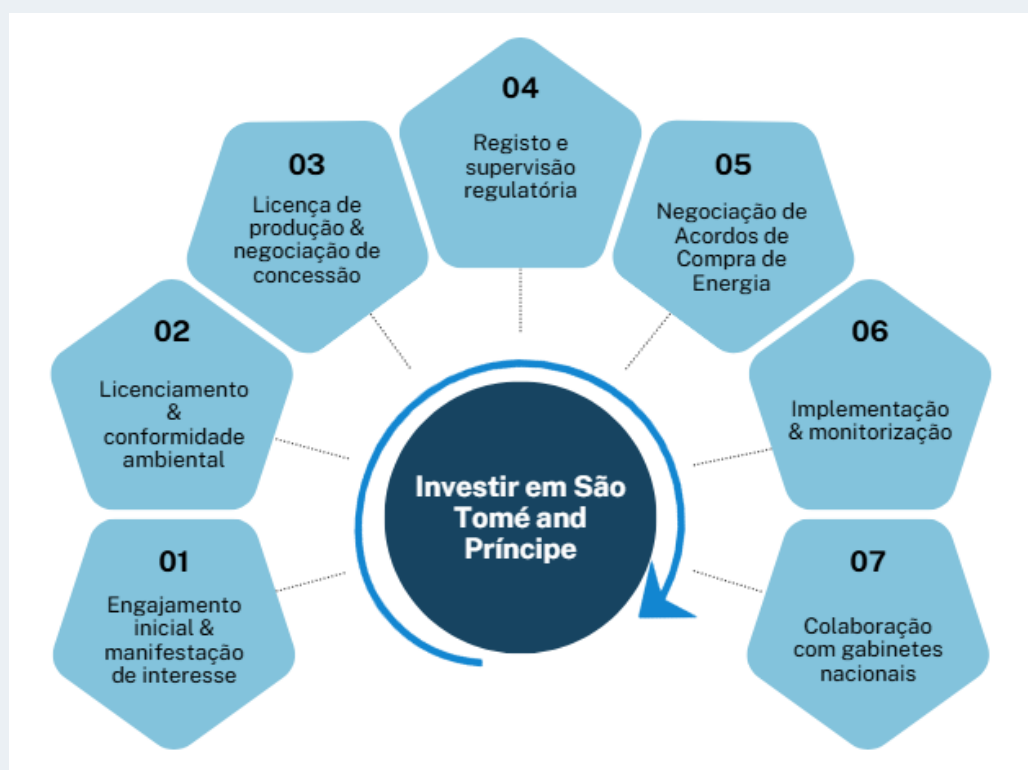 01
Engajamento
inicial &
manifestação
de interesse
02
Licenciamento
&
conformidade
ambiental
03
Licença de
produção &
negociação de
concessão
04
Registo e
supervisão
regulatória
05
Negociação de
Acordos de
Compra de
Energia
06
Implementação
& monitorização
07
Colaboração
com gabinetes
nacionais
Investir em São
Tomé and
Príncipe